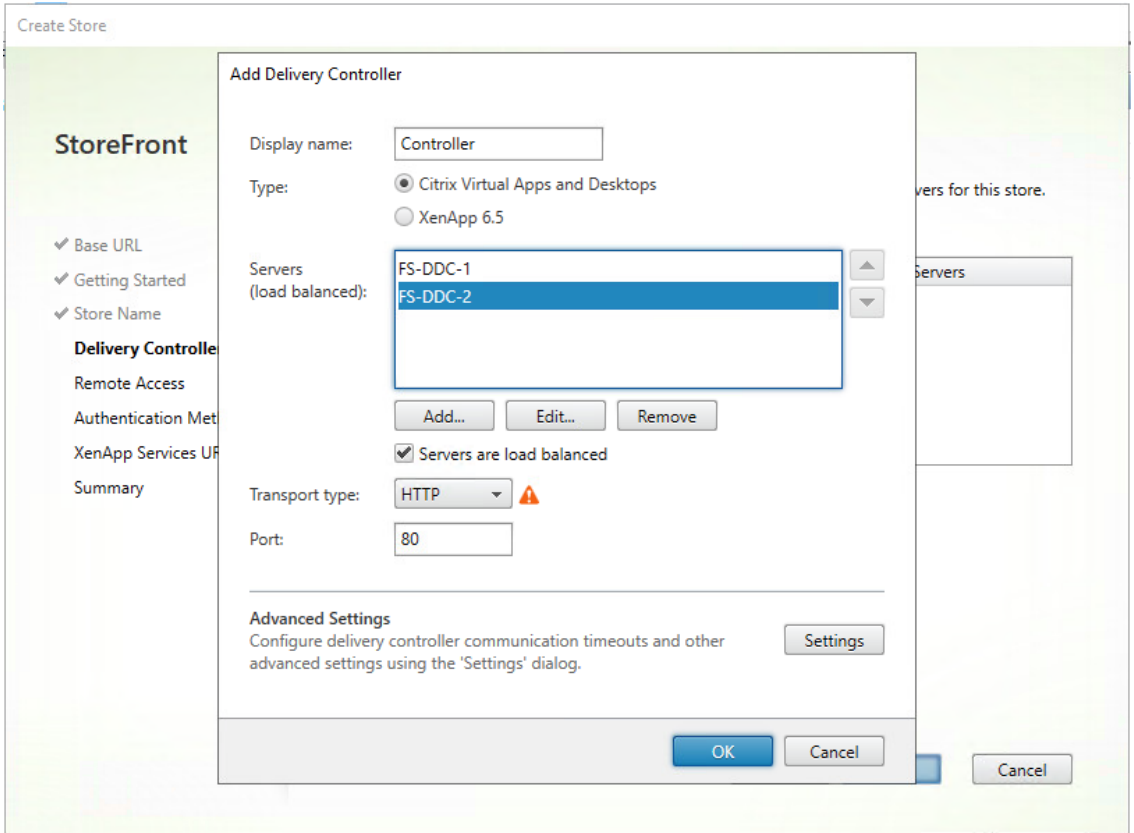 Create Store
Add Delivery Controller
StoreFront
Display name: Controller
Type: Citrix Virtual Apps and Desktops
XenApp 6.5
vers for this store.
Base URL
Getting Started
Store Name
Delivery Controlle
Remote Access
Authentication Met
XenApp Services UR
Summary
Servers
(load balanced):
FS-DDC-1
FS-DDC-2
Servers
Add... Edit... Remove
Servers are load balanced
Transport type: HTTP
Port: 80
Advanced Settings
Configure delivery controller communication timeouts and other
advanced settings using the 'Settings' dialog.
Settings
OK Cancel
Cancel